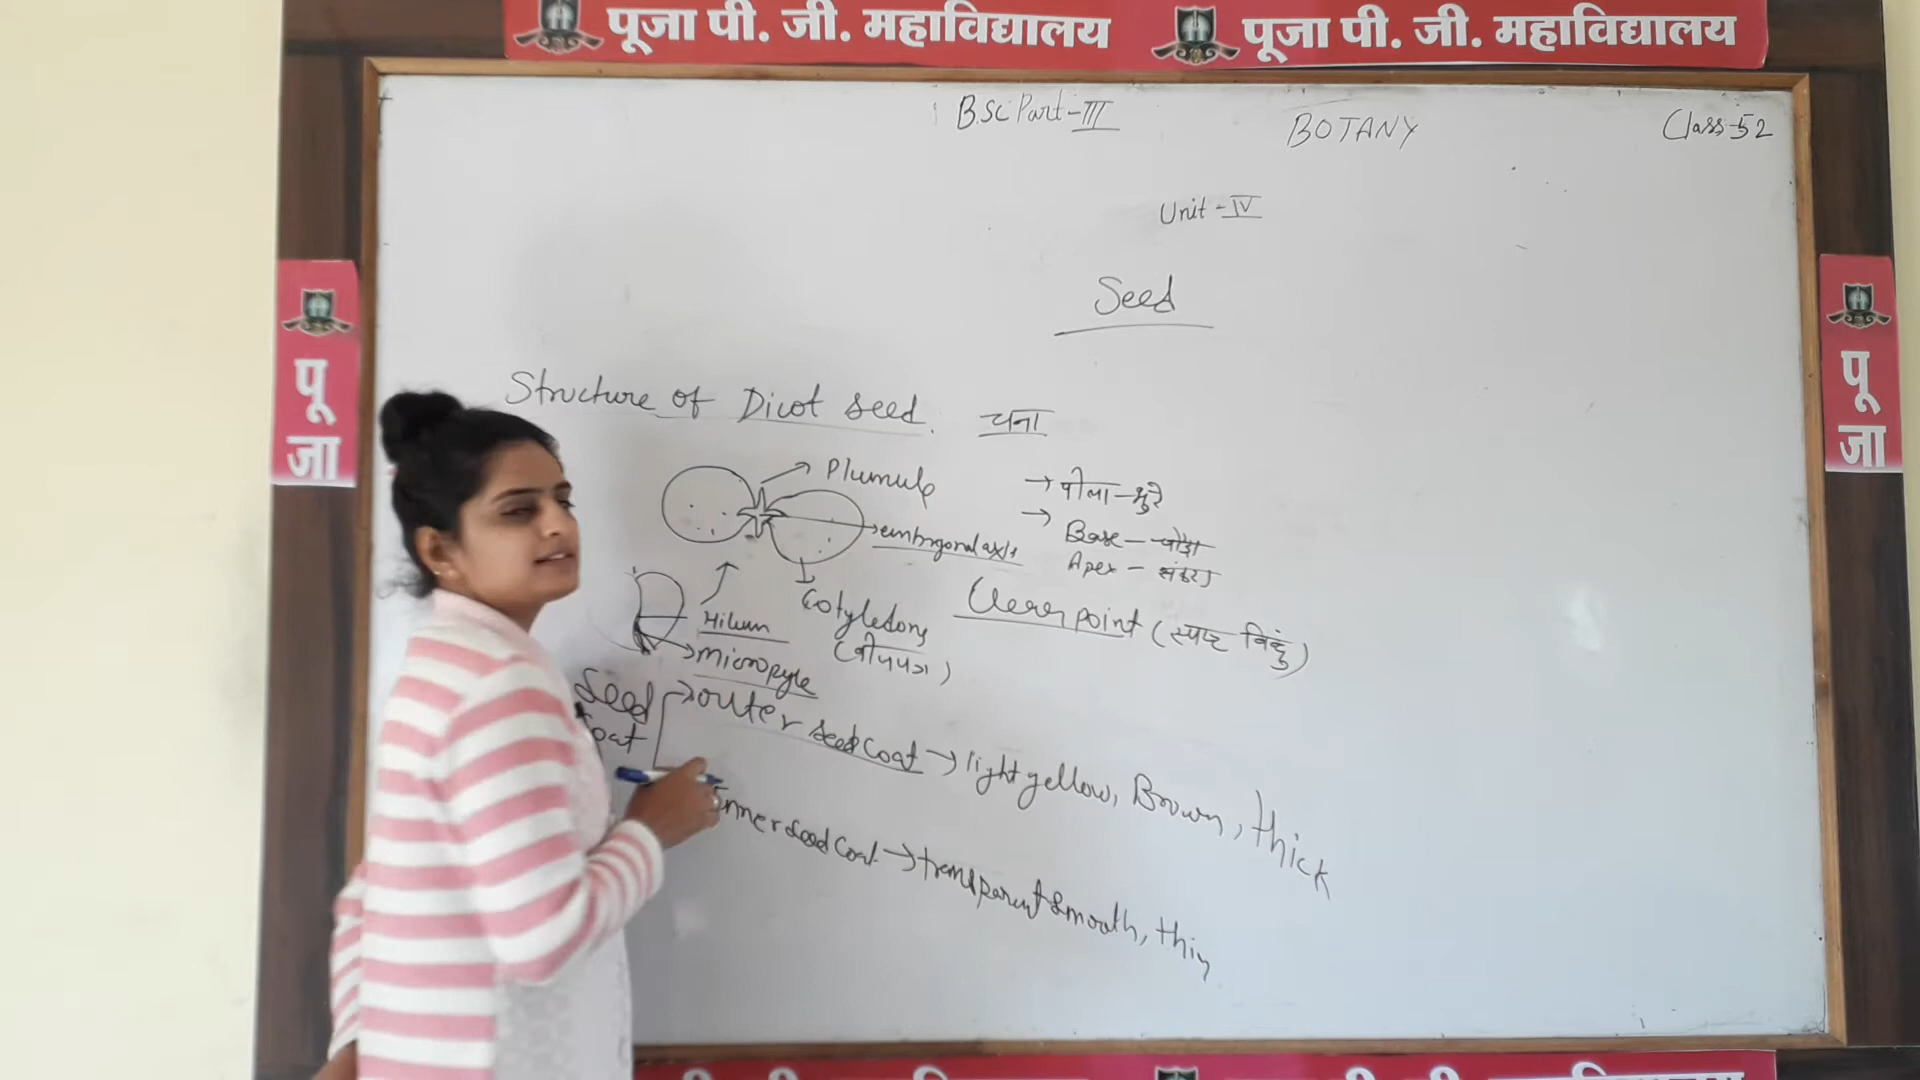 पूजा पी. जी. महाविद्यालय पूजा पी. जी. महाविद्यालय
B.Sc Part-III
BOTANY
Class-52
Unit-IV
Seed
पू
जा
पू
जा
Structure of Dicot seed. चना
Plumule
embryonal axis
Cotyledons
(बीजपत्र)
Hilum
micropyle
→ पीला-भूरे
→ Base - चौड़ा
Apex - संकरा
Clear point (स्पष्ट बिंदु)
Seed
Coat
outer seed coat → light yellow, Brown, thick
Inner seed coat → transparent smooth, thin